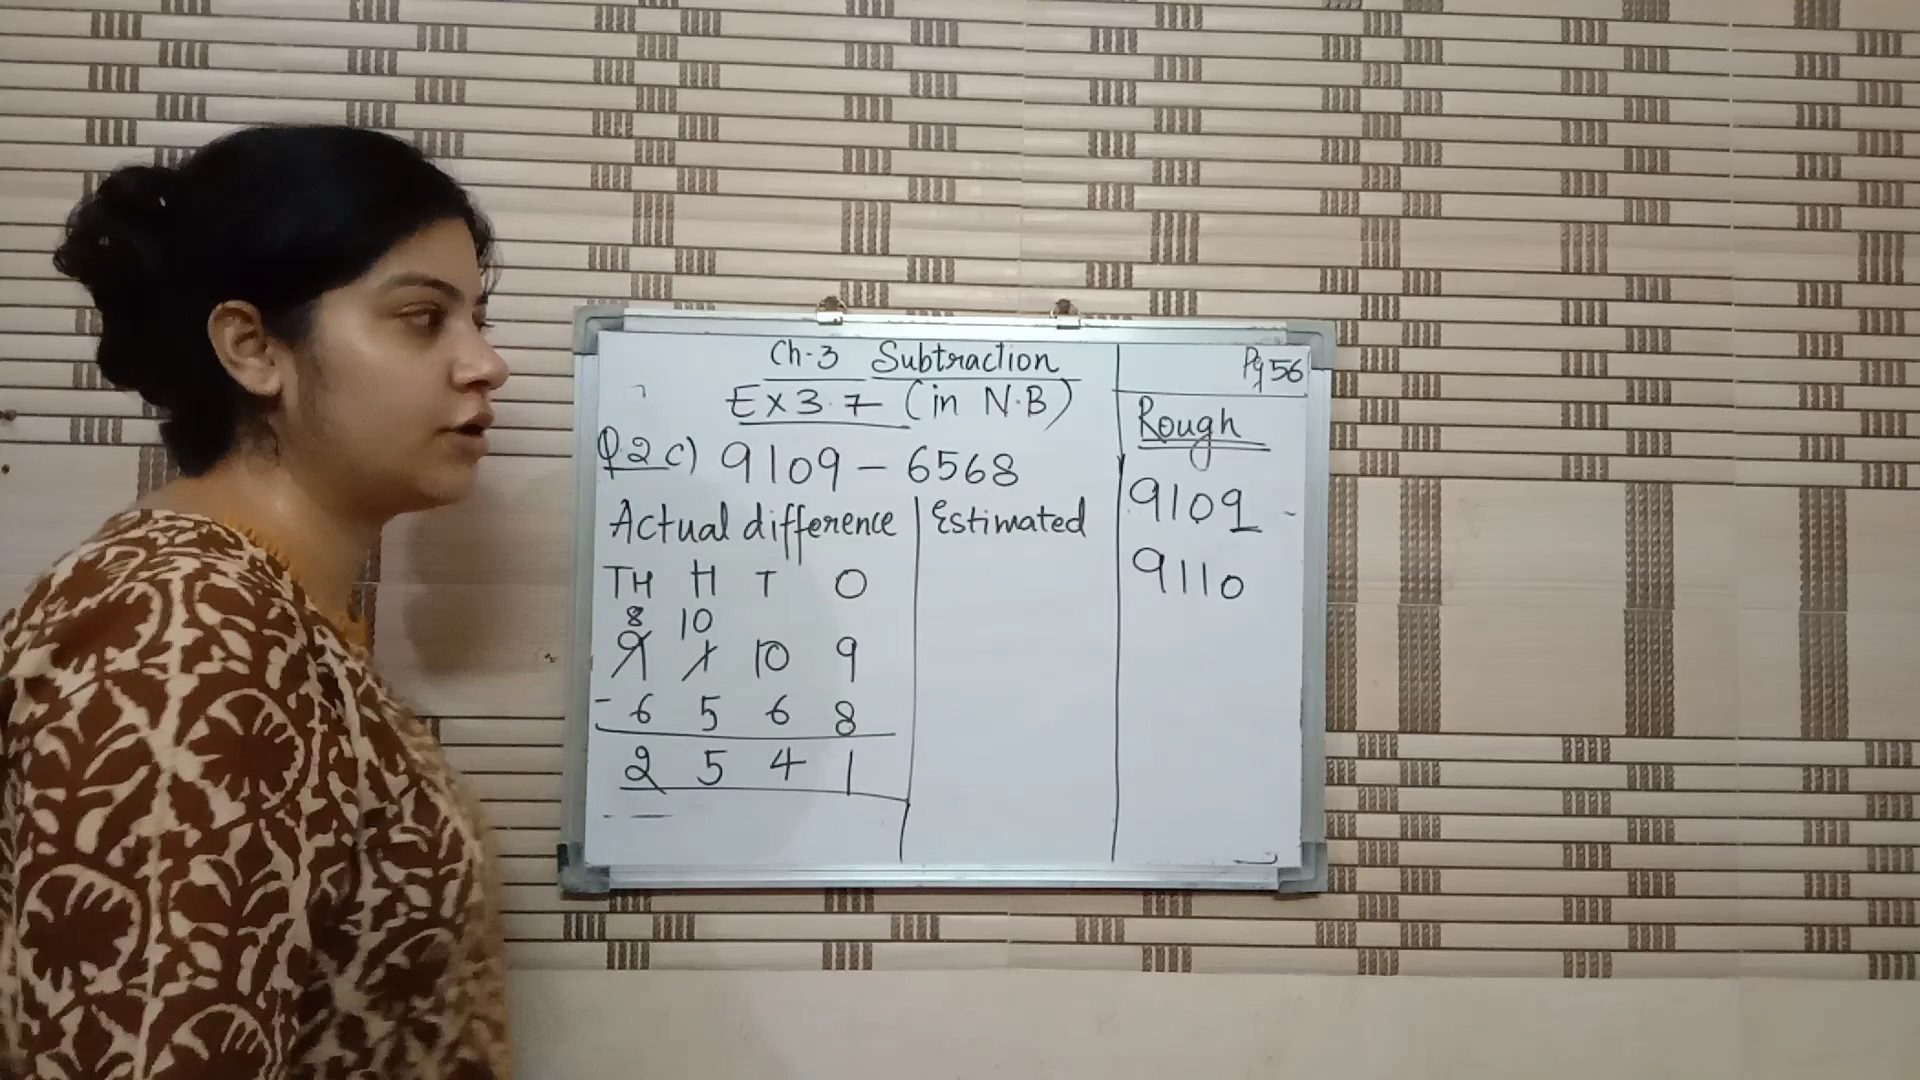 Ch-3 Subtraction
Pg 56
Ex 3.7 (in N.B)
Q.2 c) 9109 - 6568
Actual difference
TH H T O
8 10
9 1 10 9
- 6 5 6 8
2 5 4 1
Estimated
Rough
9109
9110